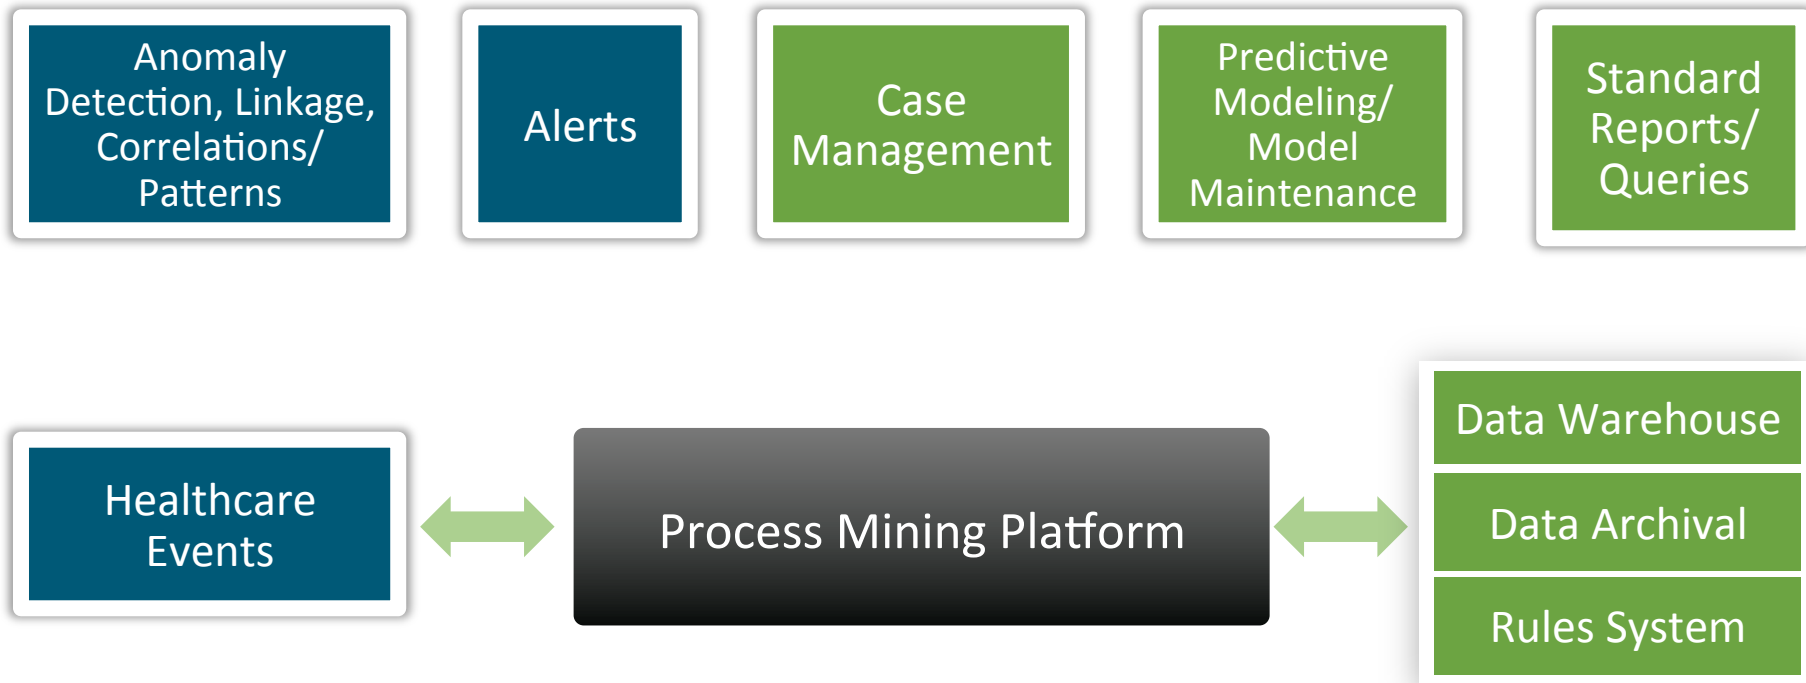 Anomaly
Detection, Linkage,
Correlations/
Patterns
Alerts
Case
Management
Predictive
Modeling/
Model
Maintenance
Standard
Reports/
Queries
Healthcare
Events
Process Mining Platform
Data Warehouse
Data Archival
Rules System